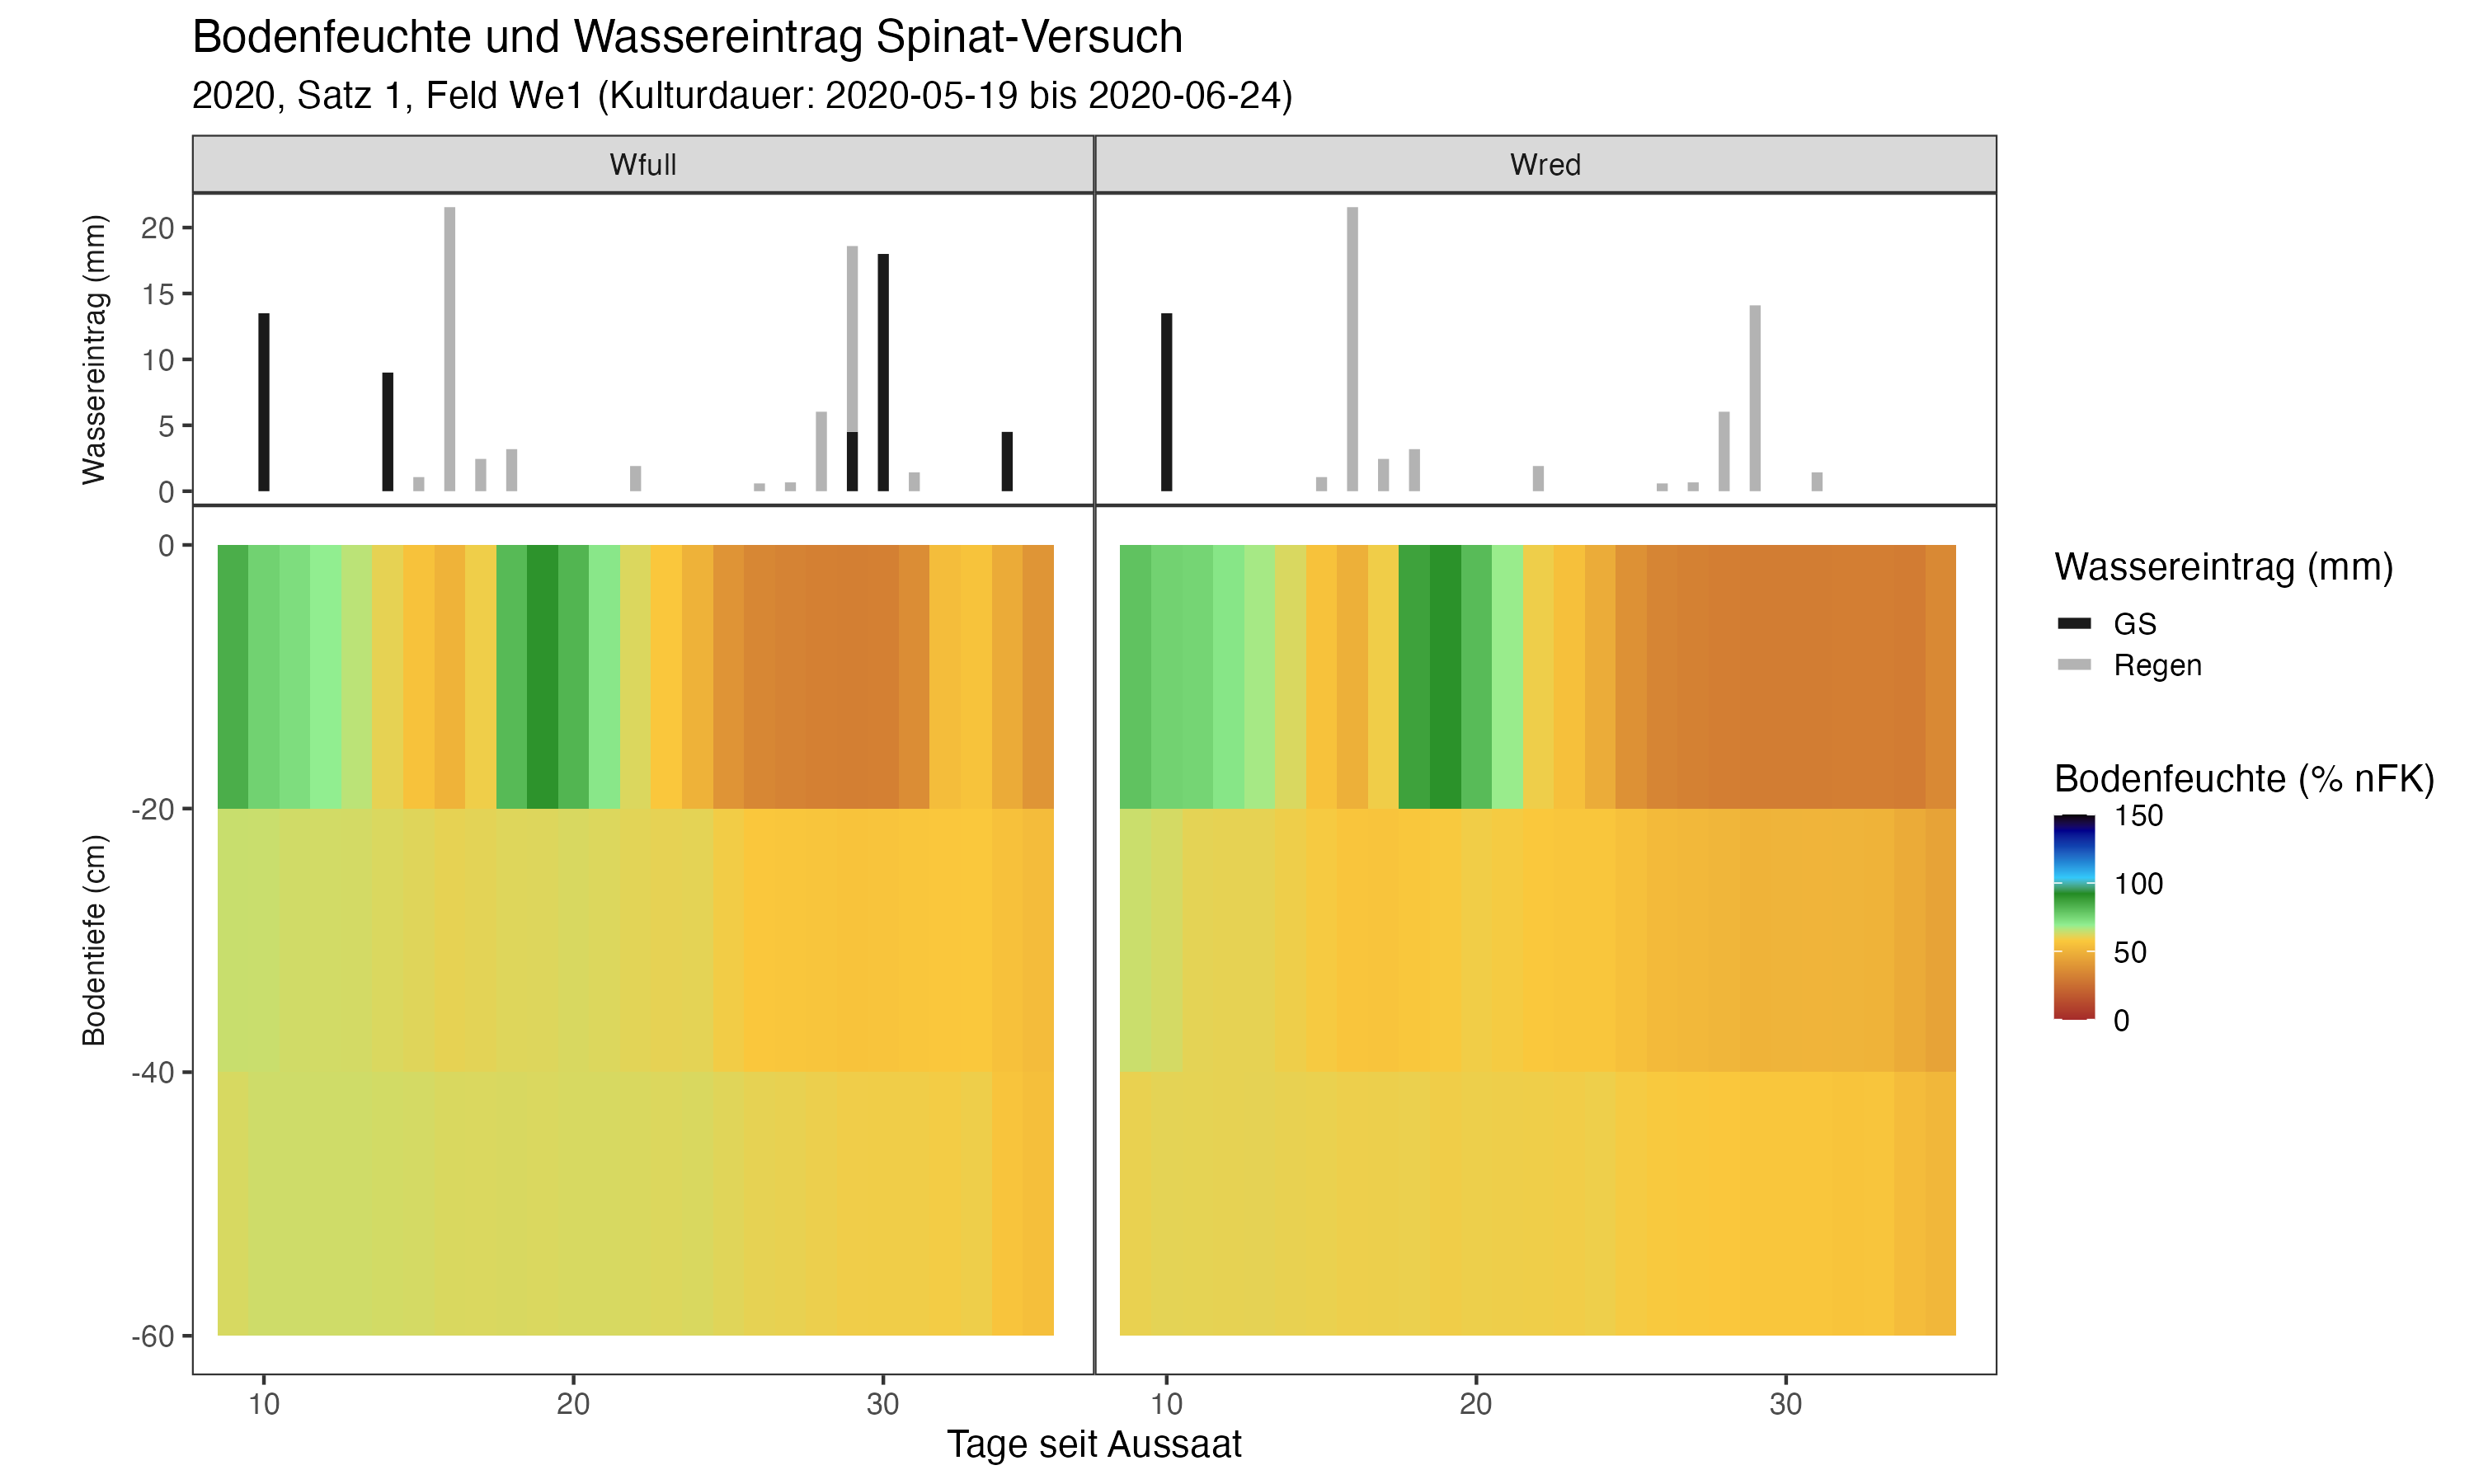 Bodenfeuchte und Wassereintrag Spinat-Versuch
2020, Satz 1, Feld We1 (Kulturdauer: 2020-05-19 bis 2020-06-24)
Wfull
Wred
Wassereintrag (mm)
20
15
10
5
0
Bodentiefe (cm)
0
-20
-40
-60
10
20
30
10
20
30
Tage seit Aussaat
Wassereintrag (mm)
GS
Regen
Bodenfeuchte (% nFK)
150
100
50
0